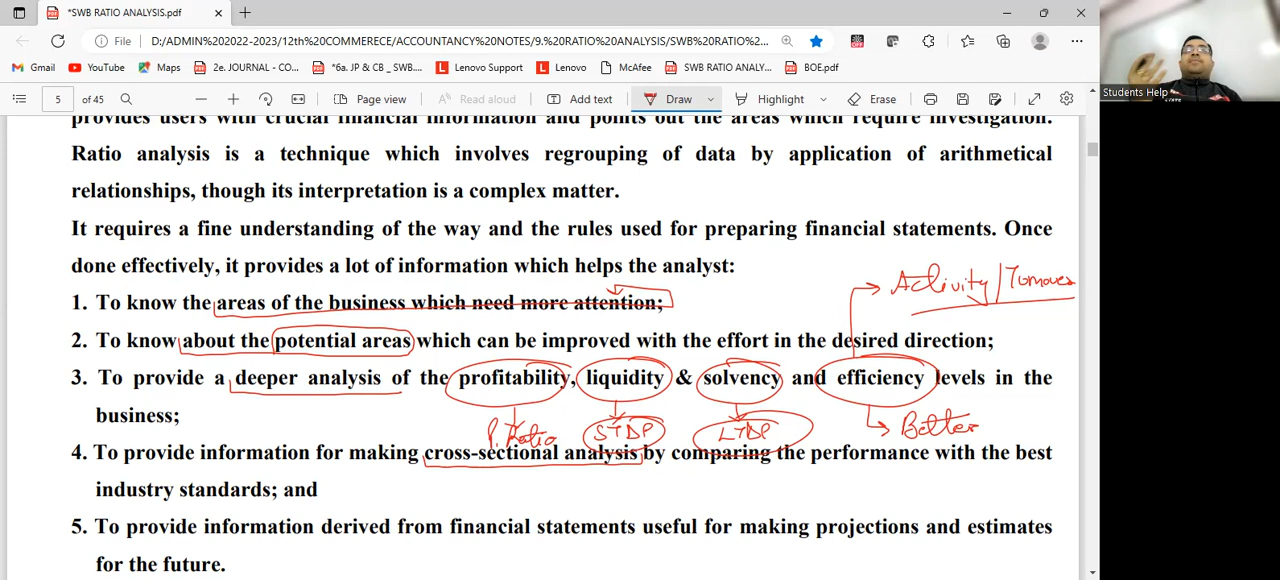 *SWB RATIO ANALYSIS.pdf
File D:/ADMIN%202022-2023/12th%20COMMERECE/ACCOUNTANCY%20NOTES/9.%20RATIO%20ANALYSIS/SWB%20RATIO%...
Gmail YouTube Maps 2e. JOURNAL - CO... *6a. JP & CB _ SWB.... Lenovo Support Lenovo McAfee SWB RATIO ANALY... BOE.pdf
5 of 45 Page view Read aloud Add text Draw Highlight Erase
Students Help
provides users with crucial financial information and points out the areas which require investigation.
Ratio analysis is a technique which involves regrouping of data by application of arithmetical
relationships, though its interpretation is a complex matter.
It requires a fine understanding of the way and the rules used for preparing financial statements. Once
done effectively, it provides a lot of information which helps the analyst:
Activity/Turnover
1. To know the areas of the business which need more attention;
2. To know about the potential areas which can be improved with the effort in the desired direction;
3. To provide a deeper analysis of the profitability, liquidity & solvency and efficiency levels in the
business;
P. Ratio STDP LTDP Better
4. To provide information for making cross-sectional analysis by comparing the performance with the best
industry standards; and
5. To provide information derived from financial statements useful for making projections and estimates
for the future.